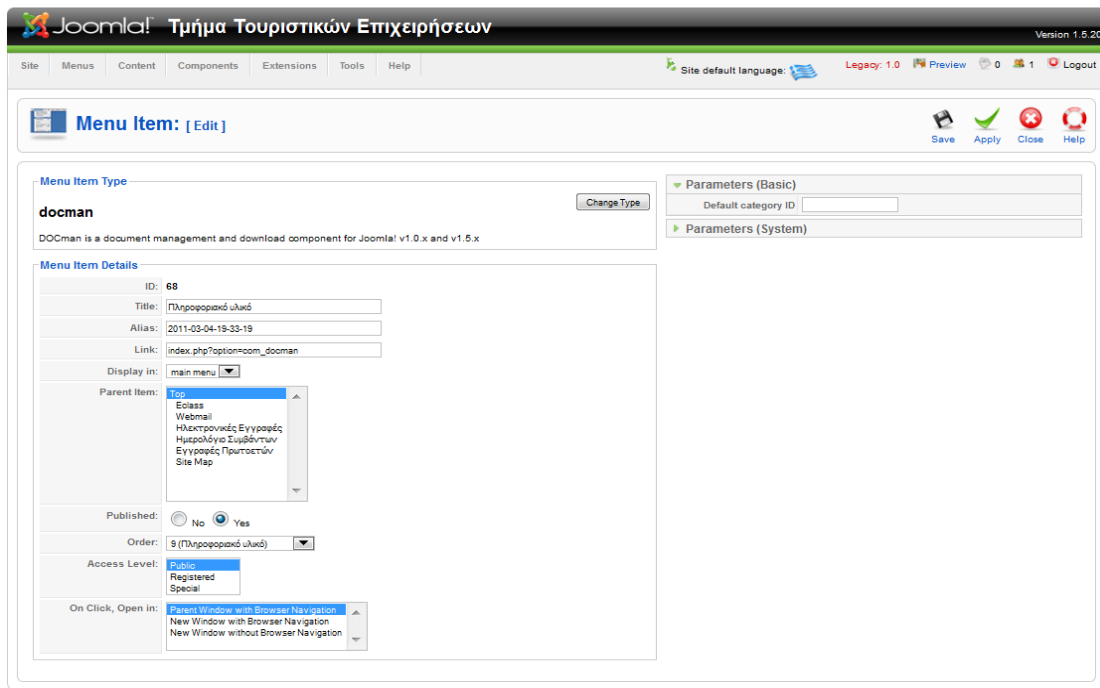 Joomla! Τμήμα Τουριστικών Επιχειρήσεων
Version 1.5.20
Site Menus Content Components Extensions Tools Help Site default language: Legacy: 1.0 Preview 0 1 Logout
Menu Item: [ Edit ]
Save Apply Close Help
Menu Item Type
docman
Change Type
DOCman is a document management and download component for Joomla! v1.0.x and v1.5.x
Parameters (Basic)
Default category ID
Parameters (System)
Menu Item Details
ID: 68
Title: Πληροφοριακό υλικό
Alias: 2011-03-04-19-33-19
Link: index.php?option=com_docman
Display in: main menu
Parent Item: Top
Eclass
Webmail
Ηλεκτρονικές Εγγραφές
Ημερολόγιο Συμβάντων
Εγγραφές Πρωτοετών
Site Map
Published: No Yes
Order: 9 (Πληροφοριακό υλικό)
Access Level: Public
Registered
Special
On Click, Open in: Parent Window with Browser Navigation
New Window with Browser Navigation
New Window without Browser Navigation